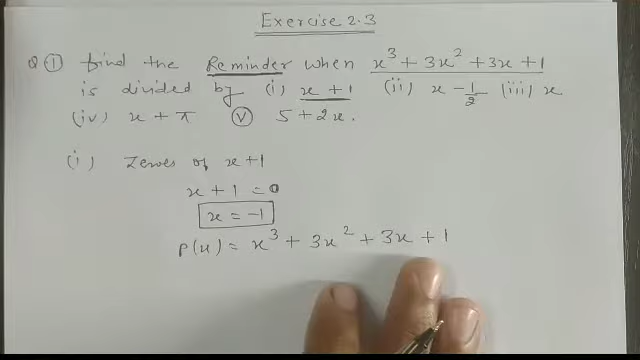 Exercise 2.3
Q ① find the Reminder when x³ + 3x² + 3x + 1
is divided by (i) x + 1 (ii) x - 1/2 (iii) x
(iv) x + π Ⓥ 5 + 2x.
(i) Zeroes of x+1
x + 1 = 0
x = -1
P(x) = x³ + 3x² + 3x + 1